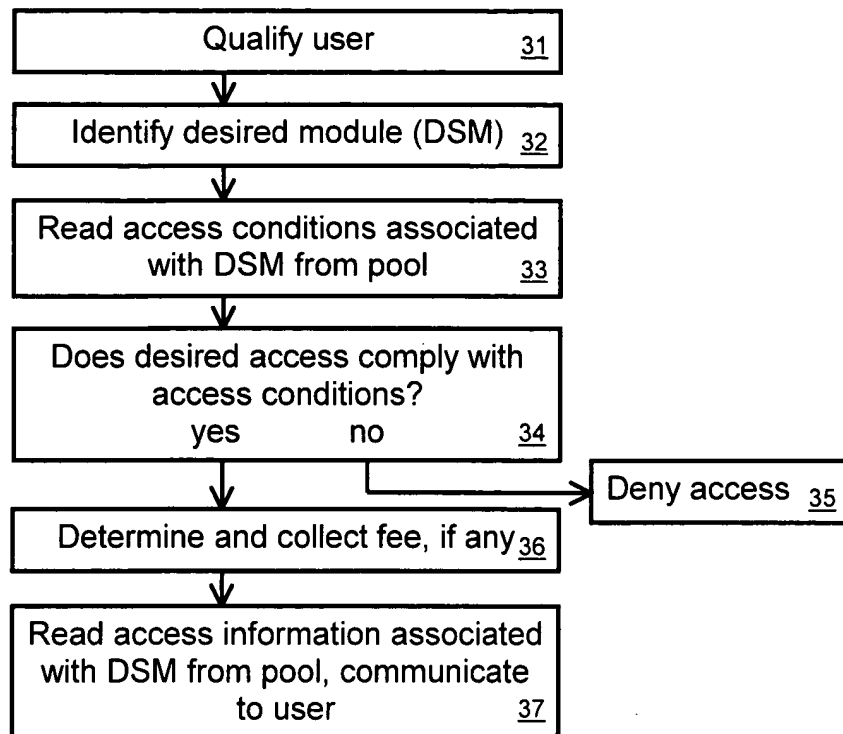 Qualify user 31
Identify desired module (DSM) 32
Read access conditions associated
with DSM from pool 33
Does desired access comply with
access conditions?
yes no 34
Deny access 35
Determine and collect fee, if any 36
Read access information associated
with DSM from pool, communicate
to user 37